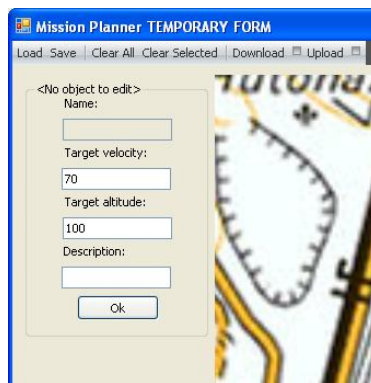 Mission Planner TEMPORARY FORM
Load Save Clear All Clear Selected Download Upload
<No object to edit>
Name:
Target velocity:
70
Target altitude:
100
Description:
Ok